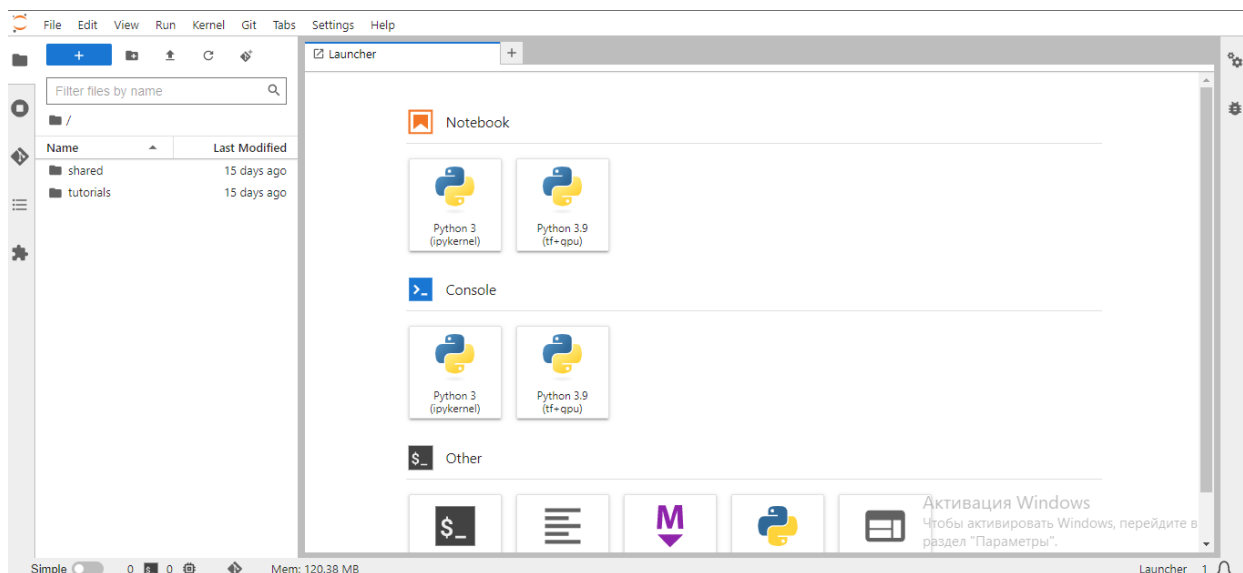 File Edit View Run Kernel Git Tabs Settings Help
Launcher
Filter files by name
/
Name Last Modified
shared 15 days ago
tutorials 15 days ago
Notebook
Python 3 Python 3.9
(ipykernel) (tf+gpu)
Console
Python 3 Python 3.9
(ipykernel) (tf+gpu)
$_ Other
$_ M
Активация Windows
Чтобы активировать Windows, перейдите в
раздел "Параметры".
Simple 0 $_ 0 Mem: 120.38 MB Launcher 1